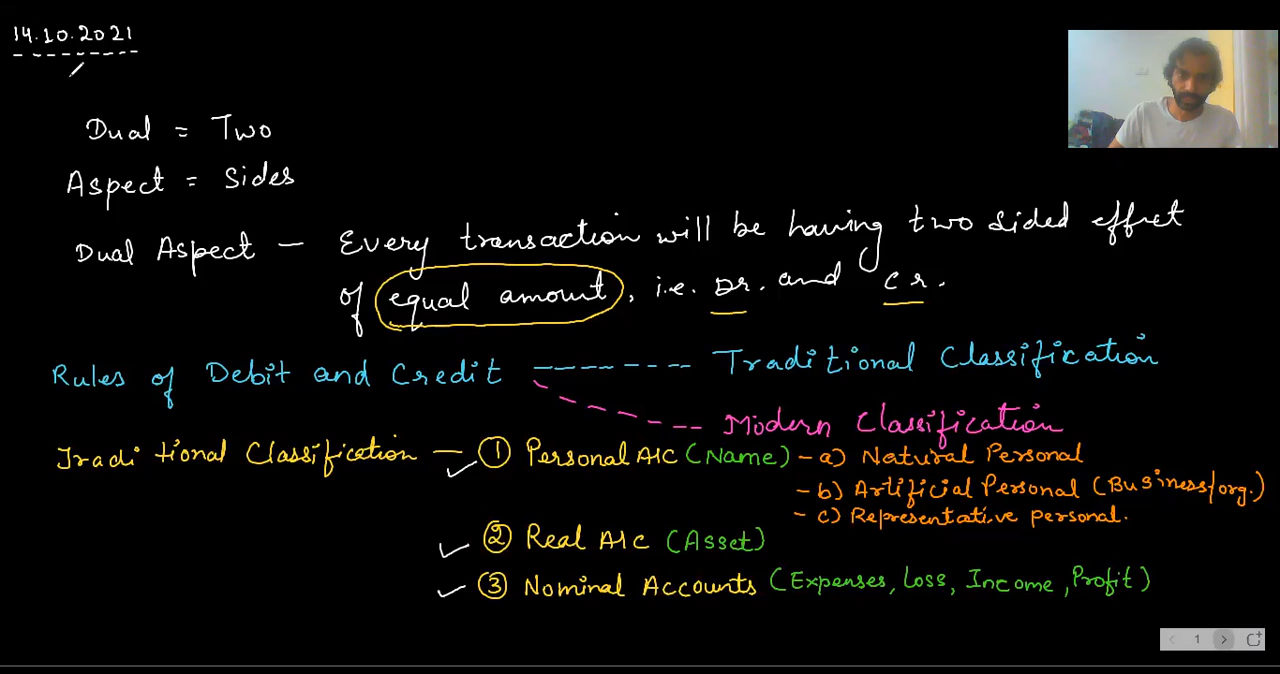 14.10.2021
Dual = Two
Aspect = Sides
Dual Aspect — Every transaction will be having two sided effect
of equal amount, i.e. Dr. and Cr.
Rules of Debit and Credit -------- Traditional Classification
-- Modern Classification
Traditional Classification — ① Personal A/C (Name) - a) Natural Personal
- b) Artificial Personal (Business/org.)
- c) Representative personal.
② Real A/C (Asset)
③ Nominal Accounts (Expenses, Loss, Income, Profit)
1